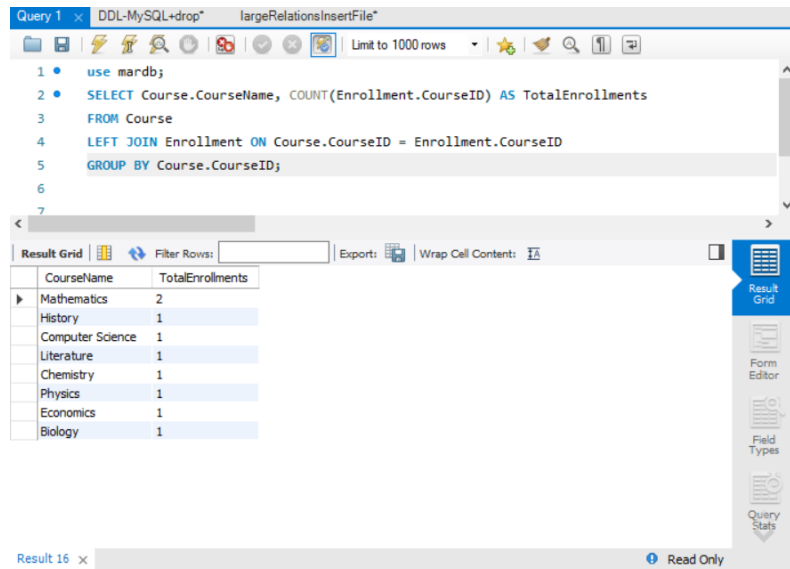 Query 1 × DDL-MySQL+drop* largeRelationsInsertFile*
Limit to 1000 rows
1 use mardb;
2 SELECT Course.CourseName, COUNT(Enrollment.CourseID) AS TotalEnrollments
3 FROM Course
4 LEFT JOIN Enrollment ON Course.CourseID = Enrollment.CourseID
5 GROUP BY Course.CourseID;
6
7
Result Grid Filter Rows: Export: Wrap Cell Content: IA
CourseName TotalEnrollments
Mathematics 2
History 1
Computer Science 1
Literature 1
Chemistry 1
Physics 1
Economics 1
Biology 1
Result
Grid
Form
Editor
Field
Types
Query
Stats
Result 16 × Read Only